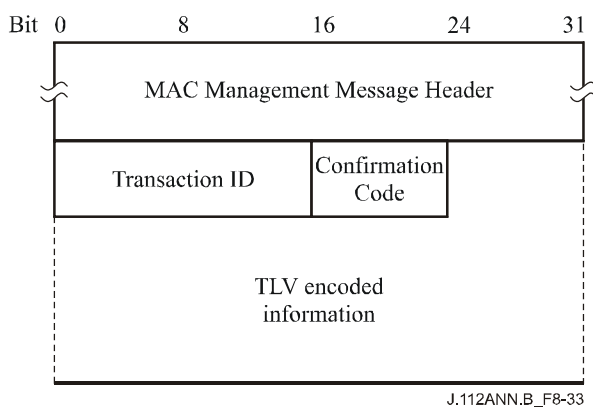 Bit 0 8 16 24 31
MAC Management Message Header
Transaction ID
Confirmation
Code
TLV encoded
information
J.112ANN.B_F8-33